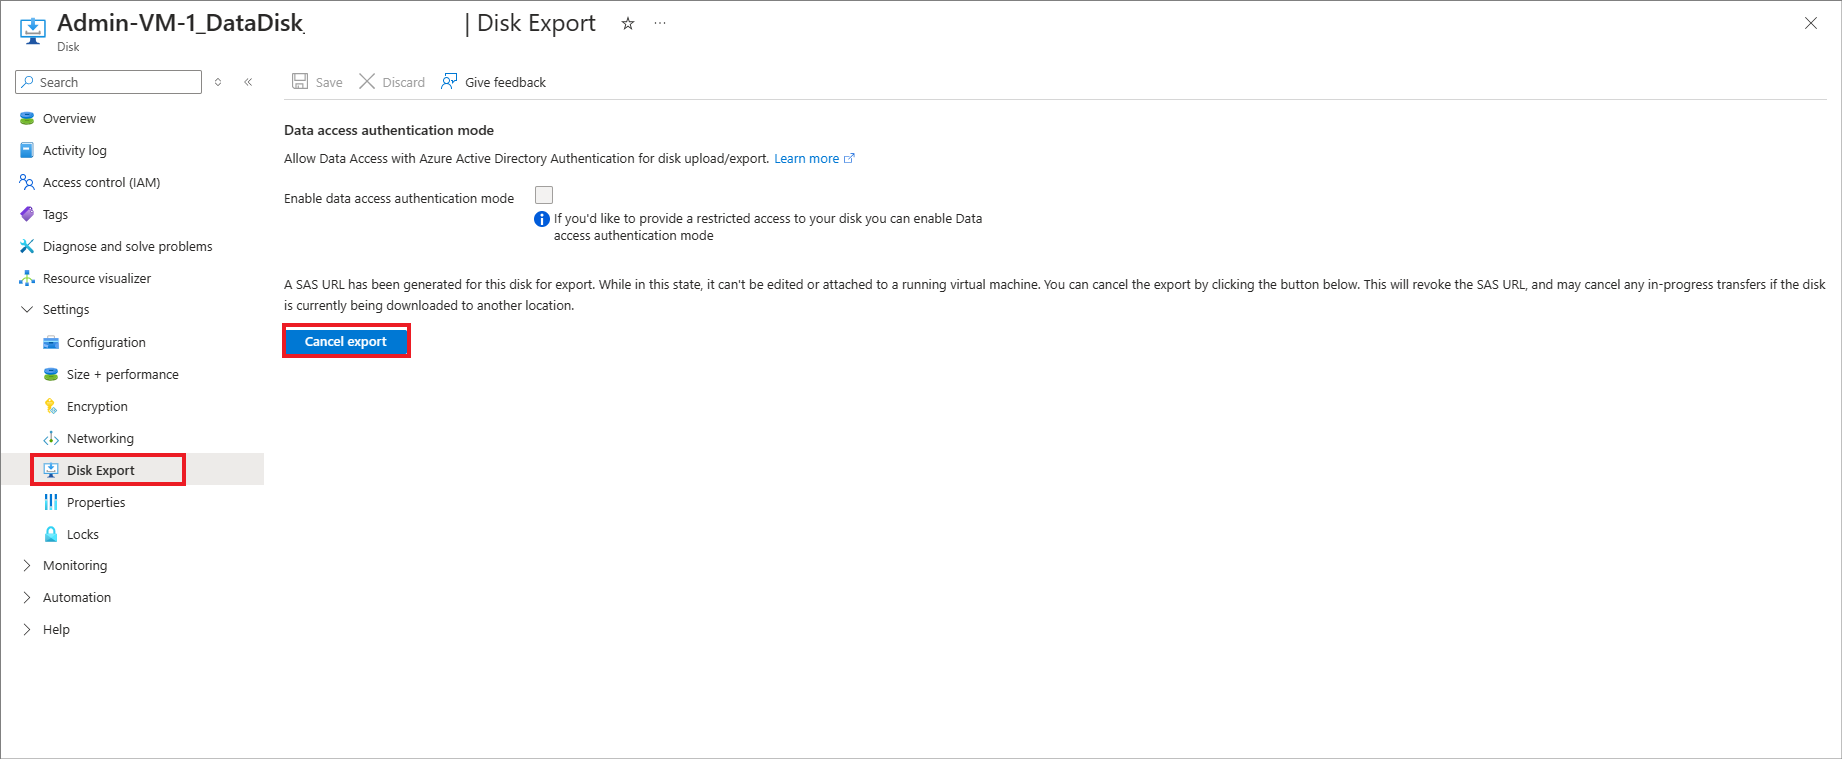 Admin-VM-1_DataDisk_ | Disk Export
Disk
Search
Save Discard Give feedback
Overview
Activity log
Access control (IAM)
Tags
Diagnose and solve problems
Resource visualizer
Settings
Configuration
Size + performance
Encryption
Networking
Disk Export
Properties
Locks
Monitoring
Automation
Help
Data access authentication mode
Allow Data Access with Azure Active Directory Authentication for disk upload/export. Learn more
Enable data access authentication mode
If you'd like to provide a restricted access to your disk you can enable Data
access authentication mode
A SAS URL has been generated for this disk for export. While in this state, it can't be edited or attached to a running virtual machine. You can cancel the export by clicking the button below. This will revoke the SAS URL, and may cancel any in-progress transfers if the disk
is currently being downloaded to another location.
Cancel export